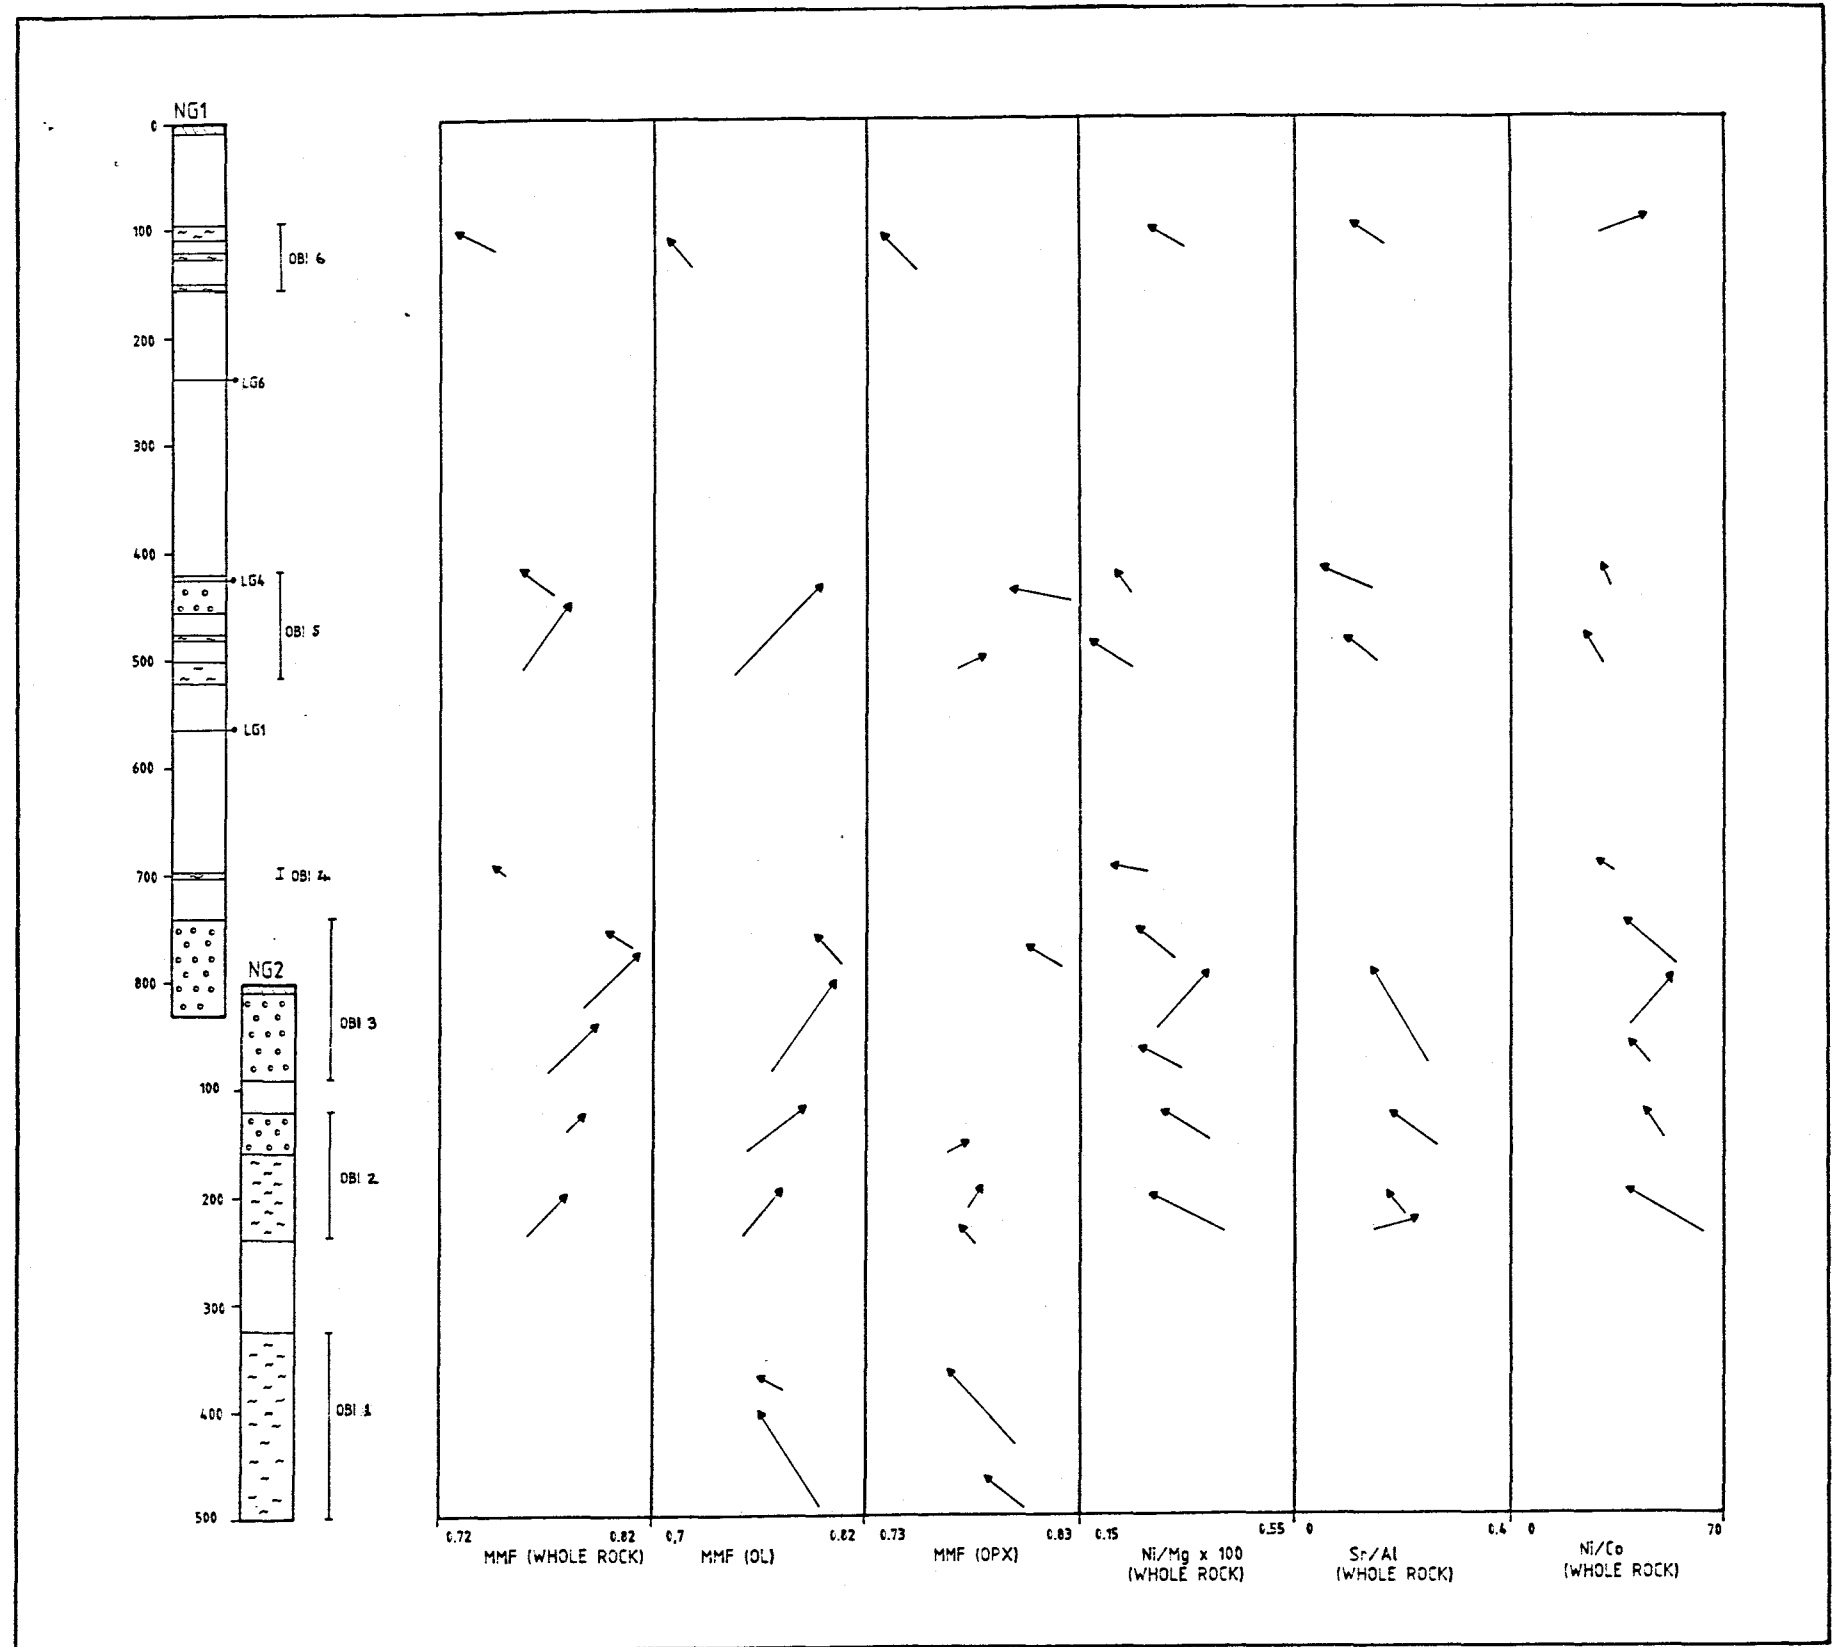 NG1
0
100
OBI 6
200
LG6
300
400
LG4
OBI 5
500
LG1
600
700
OBI 4
800
NG2
OBI 3
100
OBI 2
200
300
OBI 1
400
500
0.72 0.82
MMF (WHOLE ROCK)
0,7 0.82
MMF (OL)
0.73 0.83
MMF (OPX)
0.15 0.55
Ni/Mg x 100
(WHOLE ROCK)
0 0.4
Sr/Al
(WHOLE ROCK)
0 70
Ni/Co
(WHOLE ROCK)